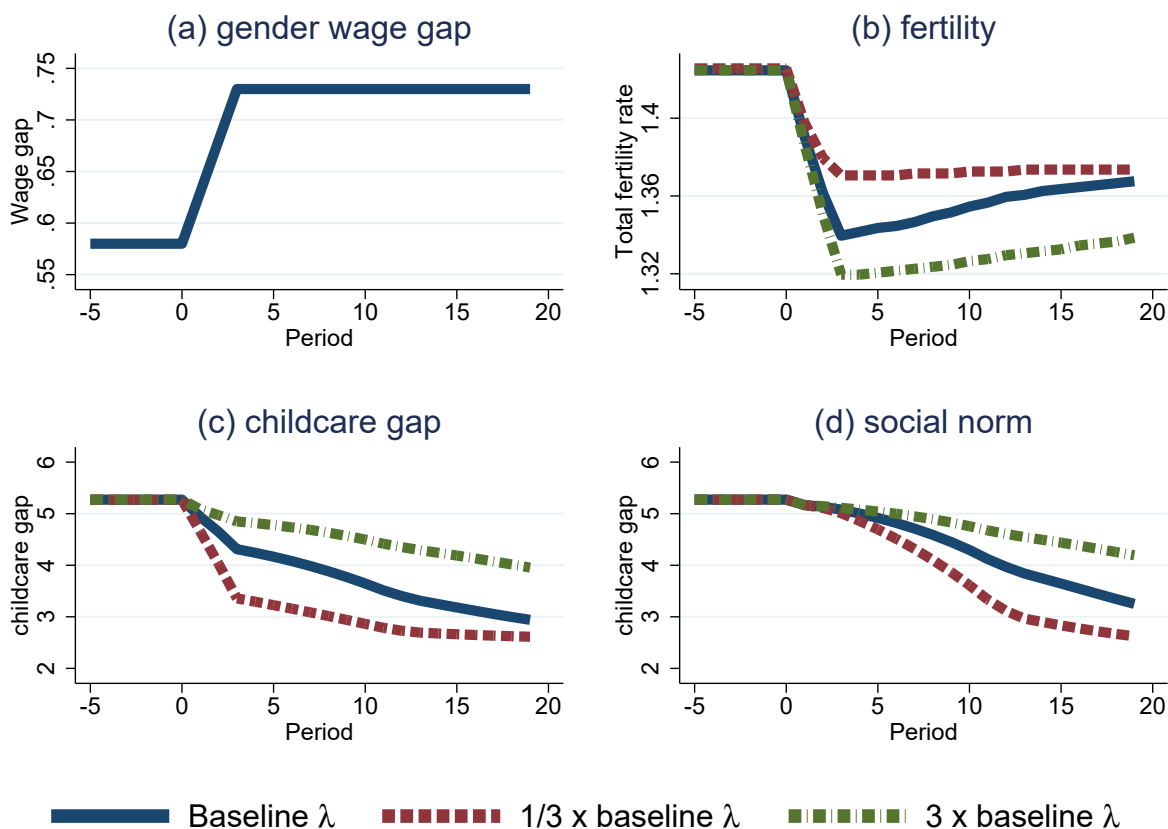 (a) gender wage gap
Wage gap
.75
.7
.65
.6
.55
-5 0 5 10 15 20
Period
(b) fertility
Total fertility rate
1.4
1.36
1.32
-5 0 5 10 15 20
Period
(c) childcare gap
childcare gap
6
5
4
3
2
-5 0 5 10 15 20
Period
(d) social norm
childcare gap
6
5
4
3
2
-5 0 5 10 15 20
Period
Baseline λ 1/3 x baseline λ 3 x baseline λ